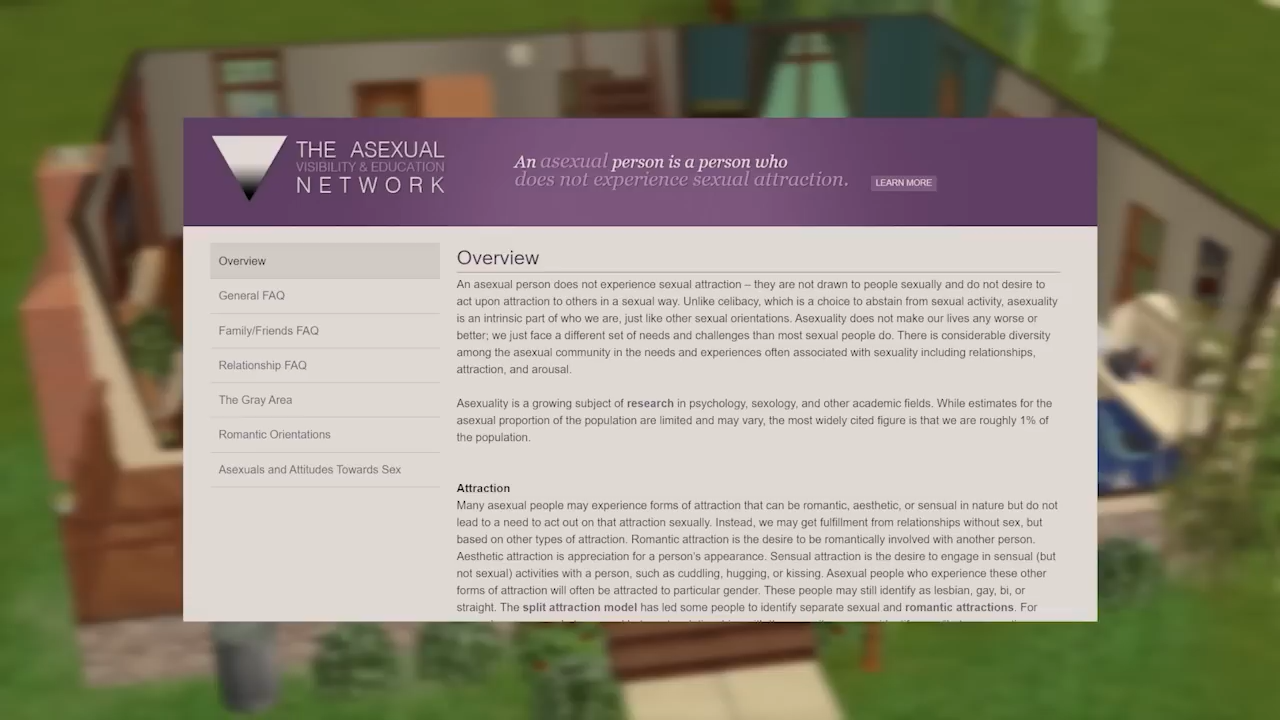 THE ASEXUAL
VISIBILITY & EDUCATION
NETWORK
An asexual person is a person who
does not experience sexual attraction.
LEARN MORE
Overview
General FAQ
Family/Friends FAQ
Relationship FAQ
The Gray Area
Romantic Orientations
Asexuals and Attitudes Towards Sex
Overview
An asexual person does not experience sexual attraction – they are not drawn to people sexually and do not desire to
act upon attraction to others in a sexual way. Unlike celibacy, which is a choice to abstain from sexual activity, asexuality
is an intrinsic part of who we are, just like other sexual orientations. Asexuality does not make our lives any worse or
better; we just face a different set of needs and challenges than most sexual people do. There is considerable diversity
among the asexual community in the needs and experiences often associated with sexuality including relationships,
attraction, and arousal.
Asexuality is a growing subject of research in psychology, sexology, and other academic fields. While estimates for the
asexual proportion of the population are limited and may vary, the most widely cited figure is that we are roughly 1% of
the population.
Attraction
Many asexual people may experience forms of attraction that can be romantic, aesthetic, or sensual in nature but do not
lead to a need to act out on that attraction sexually. Instead, we may get fulfillment from relationships without sex, but
based on other types of attraction. Romantic attraction is the desire to be romantically involved with another person.
Aesthetic attraction is appreciation for a person's appearance. Sensual attraction is the desire to engage in sensual (but
not sexual) activities with a person, such as cuddling, hugging, or kissing. Asexual people who experience these other
forms of attraction will often be attracted to particular gender. These people may still identify as lesbian, gay, bi, or
straight. The split attraction model has led some people to identify separate sexual and romantic attractions. For